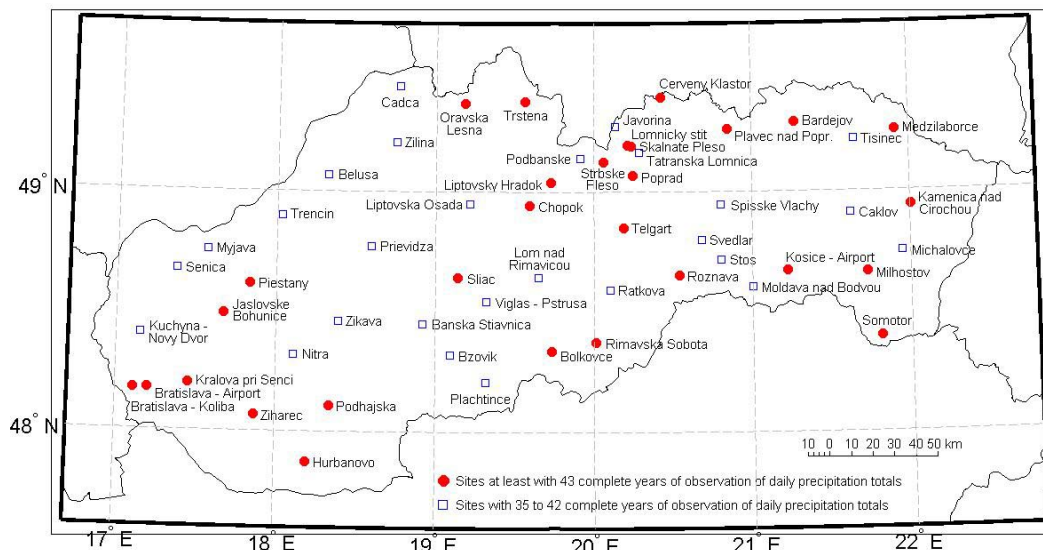 Cadca
Oravska
Lesna
Trstena
Cerveny Klastor
Javorina
Lomnicky stit
Skalnate Pleso
Tatranska Lomnica
Plavec nad Popr.
Bardejov
Tisinec
Medzilaborce
Zilina
Podbanske
Strbske
Fleso
Poprad
Belusa
Liptovsky Hradok
49° N
Trencin
Liptovska Osada
Chopok
Spisske Vlachy
Caklov
Kamenica nad
Cirochou
Telgart
Myjava
Prievidza
Lom nad
Rimavicou
Svedlar
Michalovce
Senica
Stos
Kosice - Airport
Piestany
Sliac
Roznava
Milhostov
Ratkova
Moldava nad Bodvou
Jaslovske
Bohunice
Viglas - Pstrusa
Kuchyna -
Novy Dvor
Zikava
Banska Stiavnica
Somotor
Nitra
Bzovik
Bolkovce
Rimavska Sobota
Kralova pri Senci
Bratislava - Airport
Bratislava - Koliba
Plachtince
Ziharec
Podhajska
48° N
Hurbanovo
10 0 10 20 30 40 50 km
Sites at least with 43 complete years of observation of daily precipitation totals
Sites with 35 to 42 complete years of observation of daily precipitation totals
17° E
18° E
19° E
20° E
21° E
22° E